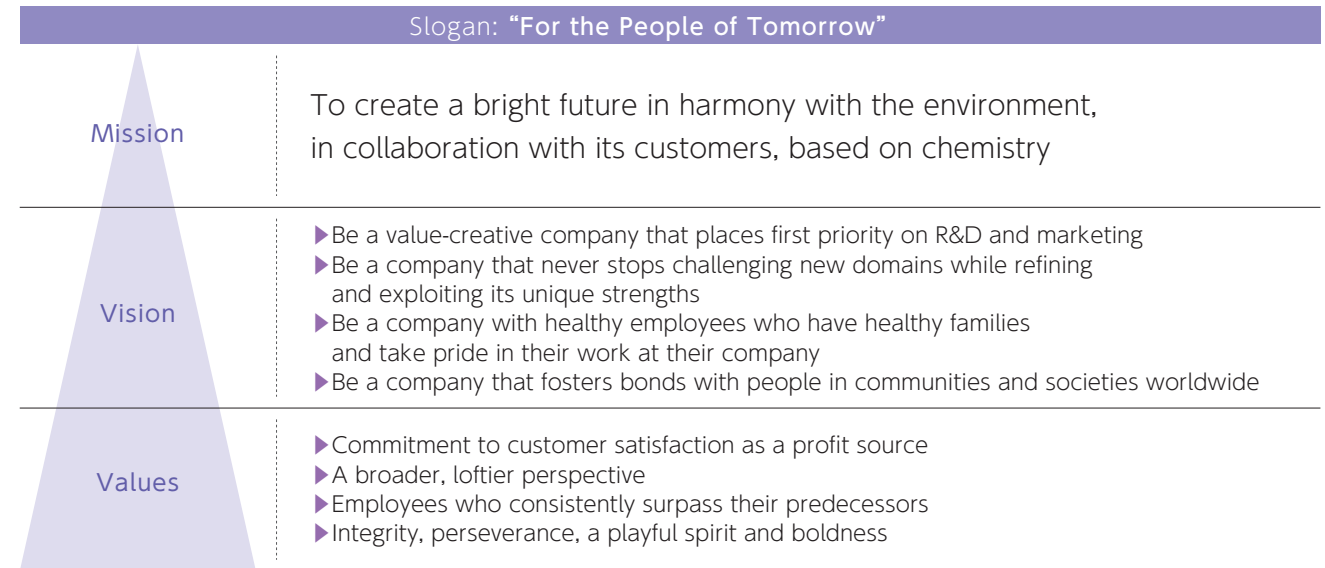 Slogan: “For the People of Tomorrow”
Mission
To create a bright future in harmony with the environment,
in collaboration with its customers, based on chemistry
Vision
▶Be a value-creative company that places first priority on R&D and marketing
▶Be a company that never stops challenging new domains while refining
and exploiting its unique strengths
▶Be a company with healthy employees who have healthy families
and take pride in their work at their company
▶Be a company that fosters bonds with people in communities and societies worldwide
Values
▶Commitment to customer satisfaction as a profit source
▶A broader, loftier perspective
▶Employees who consistently surpass their predecessors
▶Integrity, perseverance, a playful spirit and boldness